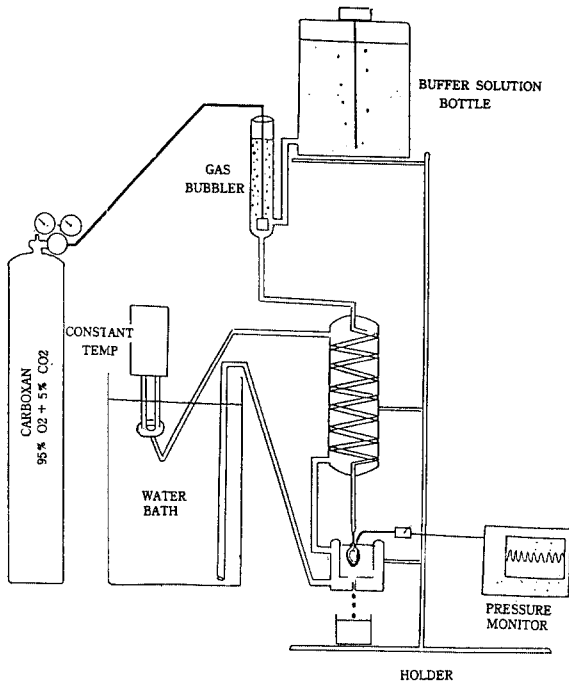 BUFFER SOLUTION
BOTTLE
GAS
BUBBLER
CONSTANT
TEMP
CARBOXAN
95% O2 + 5% CO2
WATER
BATH
PRESSURE
MONITOR
HOLDER